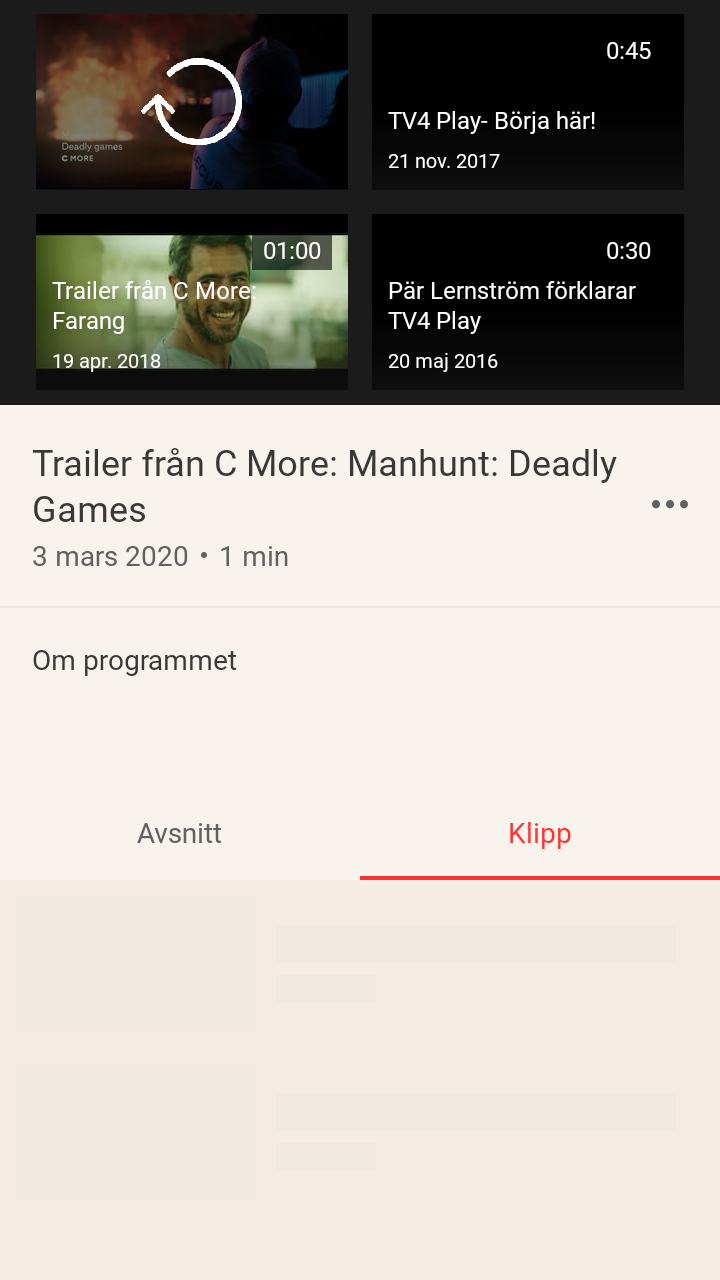 Deadly games
C MORE
0:45
TV4 Play- Börja här!
21 nov. 2017
01:00
Trailer från C More:
Farang
19 apr. 2018
0:30
Pär Lernström förklarar
TV4 Play
20 maj 2016
Trailer från C More: Manhunt: Deadly
Games
3 mars 2020 • 1 min
Om programmet
Avsnitt
Klipp